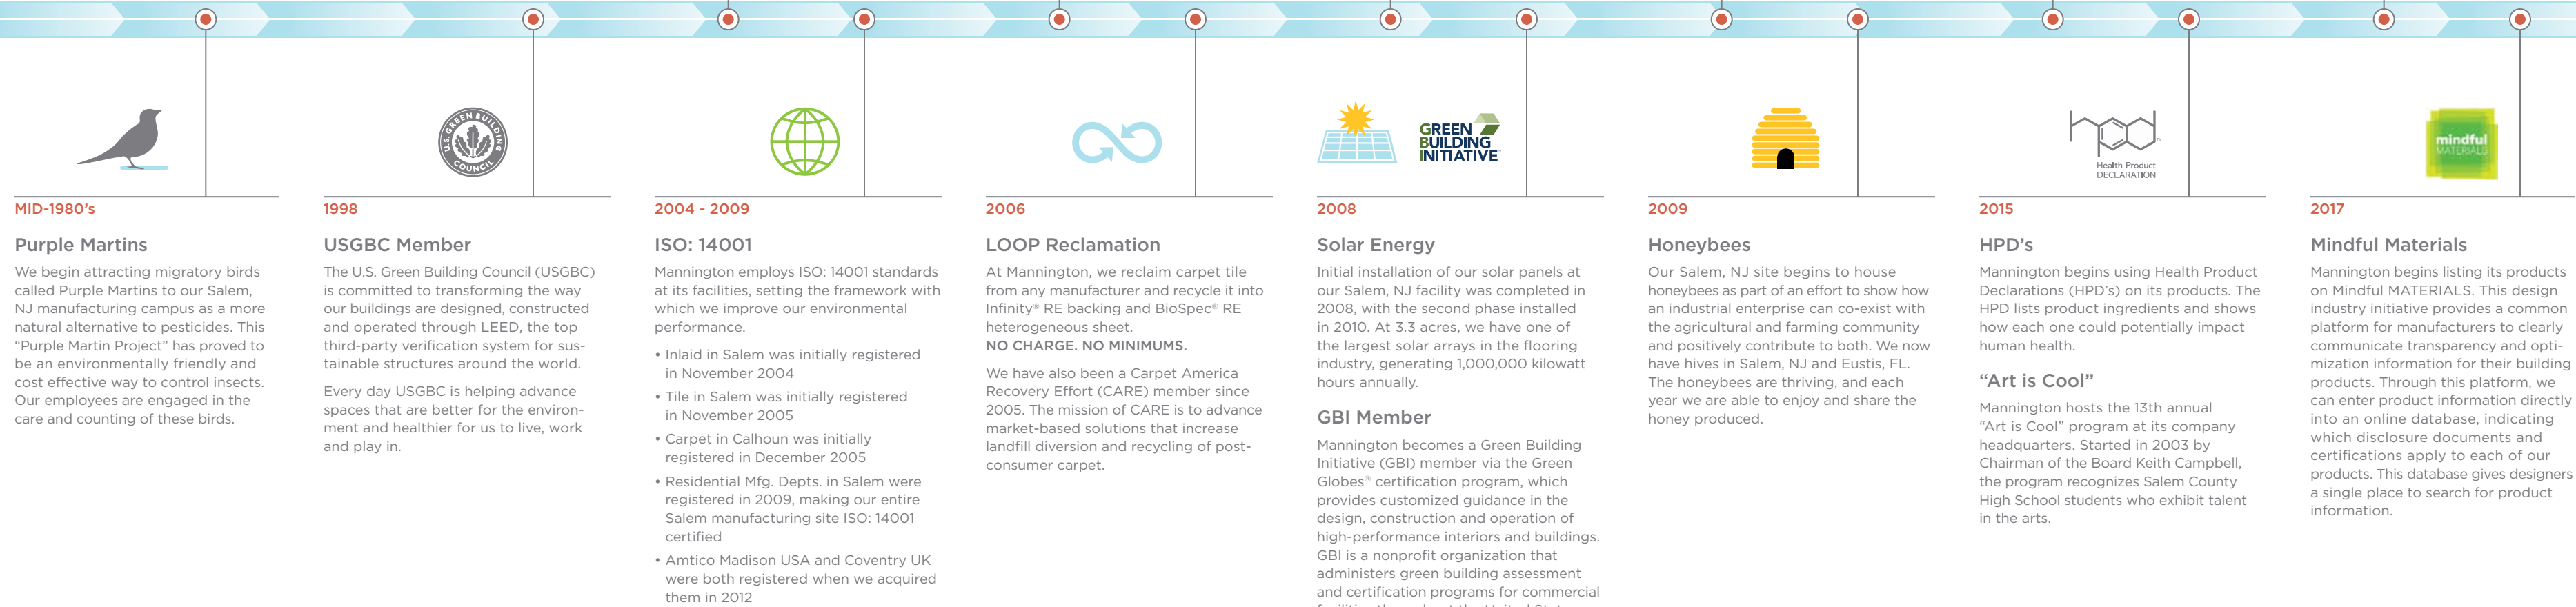 U.S. GREEN BUILDING COUNCIL
GREEN
BUILDING
INITIATIVE
hpd
Health Product
DECLARATION
mindful
MATERIALS
MID-1980's
Purple Martins
We begin attracting migratory birds
called Purple Martins to our Salem,
NJ manufacturing campus as a more
natural alternative to pesticides. This
“Purple Martin Project” has proved to
be an environmentally friendly and
cost effective way to control insects.
Our employees are engaged in the
care and counting of these birds.
1998
USGBC Member
The U.S. Green Building Council (USGBC)
is committed to transforming the way
our buildings are designed, constructed
and operated through LEED, the top
third-party verification system for sus-
tainable structures around the world.
Every day USGBC is helping advance
spaces that are better for the environ-
ment and healthier for us to live, work
and play in.
2004 - 2009
ISO: 14001
Mannington employs ISO: 14001 standards
at its facilities, setting the framework with
which we improve our environmental
performance.
• Inlaid in Salem was initially registered
in November 2004
• Tile in Salem was initially registered
in November 2005
• Carpet in Calhoun was initially
registered in December 2005
• Residential Mfg. Depts. in Salem were
registered in 2009, making our entire
Salem manufacturing site ISO: 14001
certified
• Amtico Madison USA and Coventry UK
were both registered when we acquired
them in 2012
2006
LOOP Reclamation
At Mannington, we reclaim carpet tile
from any manufacturer and recycle it into
Infinity® RE backing and BioSpec® RE
heterogeneous sheet.
NO CHARGE. NO MINIMUMS.
We have also been a Carpet America
Recovery Effort (CARE) member since
2005. The mission of CARE is to advance
market-based solutions that increase
landfill diversion and recycling of post-
consumer carpet.
2008
Solar Energy
Initial installation of our solar panels at
our Salem, NJ facility was completed in
2008, with the second phase installed
in 2010. At 3.3 acres, we have one of
the largest solar arrays in the flooring
industry, generating 1,000,000 kilowatt
hours annually.
GBI Member
Mannington becomes a Green Building
Initiative (GBI) member via the Green
Globes® certification program, which
provides customized guidance in the
design, construction and operation of
high-performance interiors and buildings.
GBI is a nonprofit organization that
administers green building assessment
and certification programs for commercial
2009
Honeybees
Our Salem, NJ site begins to house
honeybees as part of an effort to show how
an industrial enterprise can co-exist with
the agricultural and farming community
and positively contribute to both. We now
have hives in Salem, NJ and Eustis, FL.
The honeybees are thriving, and each
year we are able to enjoy and share the
honey produced.
2015
HPD's
Mannington begins using Health Product
Declarations (HPD's) on its products. The
HPD lists product ingredients and shows
how each one could potentially impact
human health.
“Art is Cool”
Mannington hosts the 13th annual
“Art is Cool” program at its company
headquarters. Started in 2003 by
Chairman of the Board Keith Campbell,
the program recognizes Salem County
High School students who exhibit talent
in the arts.
2017
Mindful Materials
Mannington begins listing its products
on Mindful MATERIALS. This design
industry initiative provides a common
platform for manufacturers to clearly
communicate transparency and opti-
mization information for their building
products. Through this platform, we
can enter product information directly
into an online database, indicating
which disclosure documents and
certifications apply to each of our
products. This database gives designers
a single place to search for product
information.